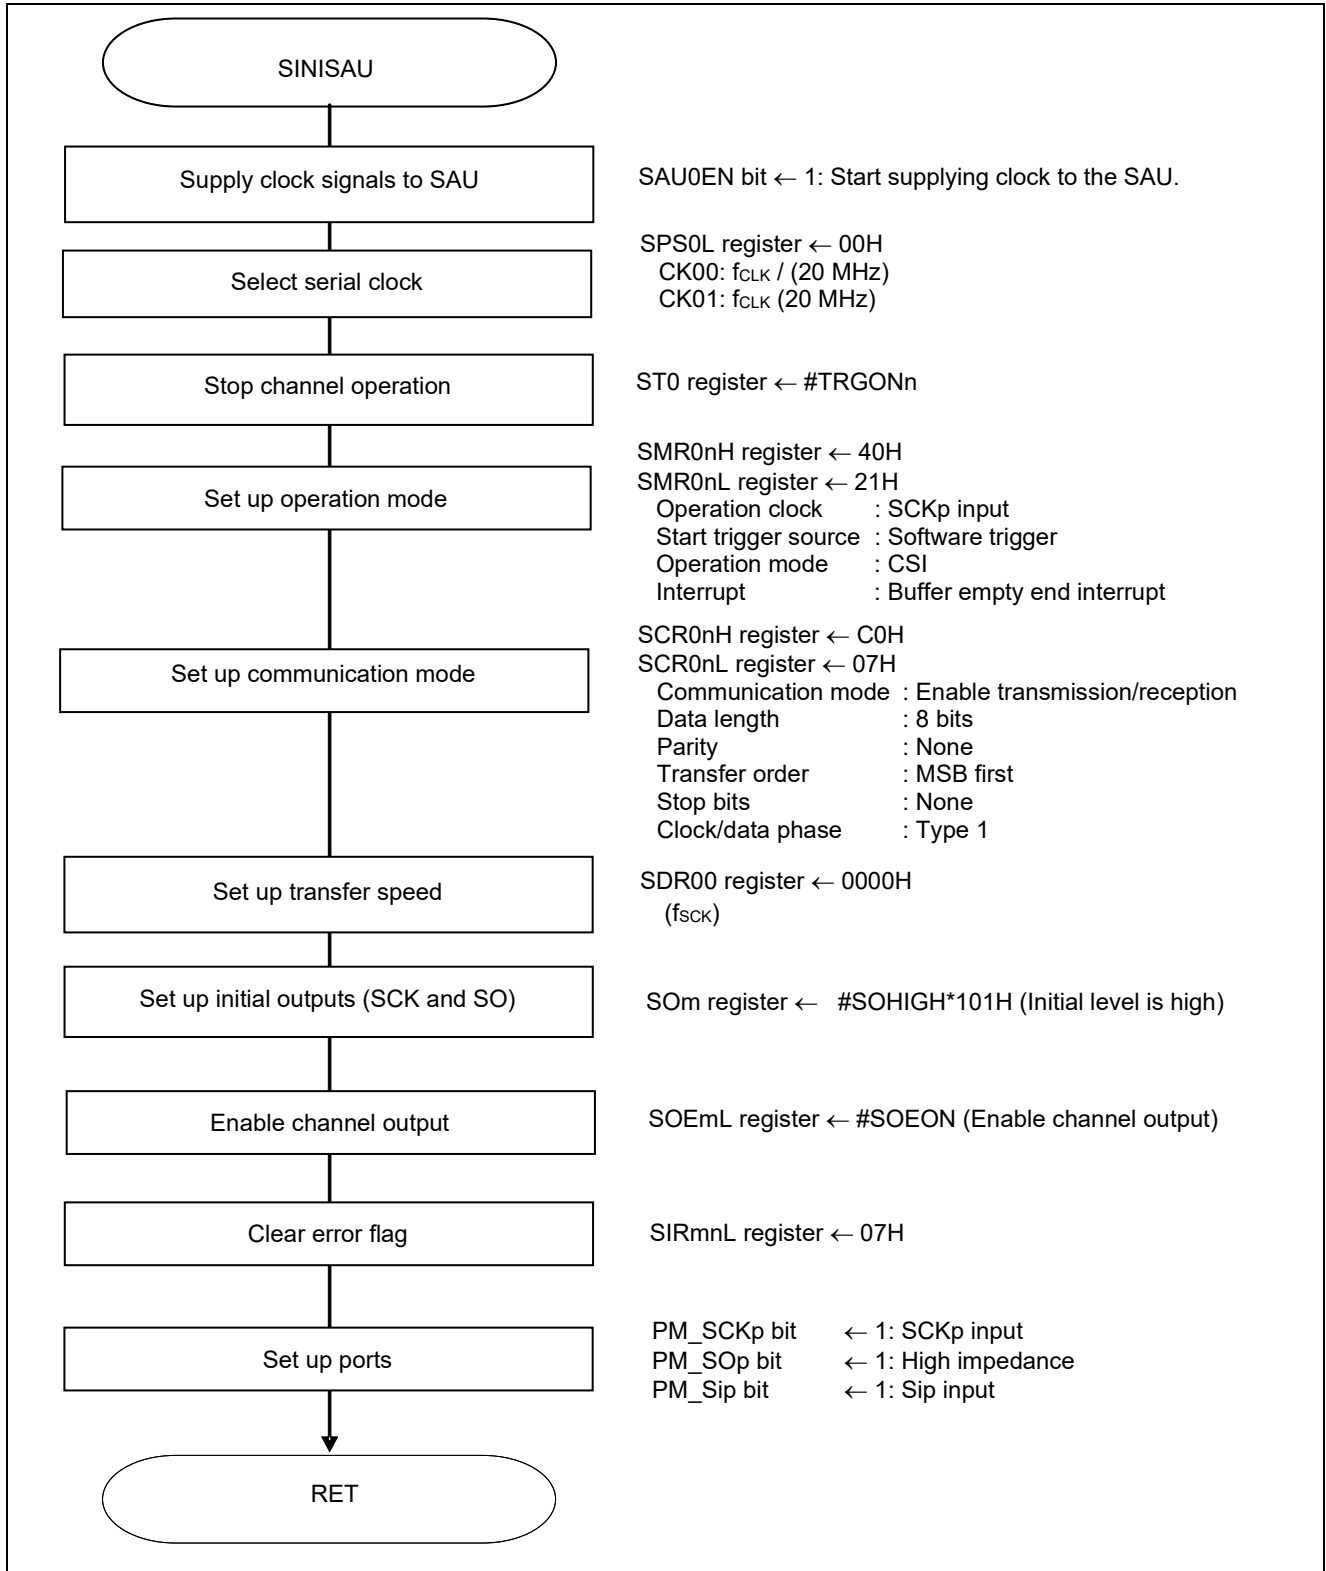 SINISAU
Supply clock signals to SAU
SAU0EN bit ← 1: Start supplying clock to the SAU.
Select serial clock
SPS0L register ← 00H
CK00: fCLK / (20 MHz)
CK01: fCLK (20 MHz)
Stop channel operation
ST0 register ← #TRGONn
Set up operation mode
SMR0nH register ← 40H
SMR0nL register ← 21H
Operation clock : SCKp input
Start trigger source : Software trigger
Operation mode : CSI
Interrupt : Buffer empty end interrupt
Set up communication mode
SCR0nH register ← C0H
SCR0nL register ← 07H
Communication mode : Enable transmission/reception
Data length : 8 bits
Parity : None
Transfer order : MSB first
Stop bits : None
Clock/data phase : Type 1
Set up transfer speed
SDR00 register ← 0000H
(fSCK)
Set up initial outputs (SCK and SO)
SOm register ← #SOHIGH*101H (Initial level is high)
Enable channel output
SOEmL register ← #SOEON (Enable channel output)
Clear error flag
SIRmnL register ← 07H
Set up ports
PM_SCKp bit ← 1: SCKp input
PM_SOp bit ← 1: High impedance
PM_Sip bit ← 1: Sip input
RET